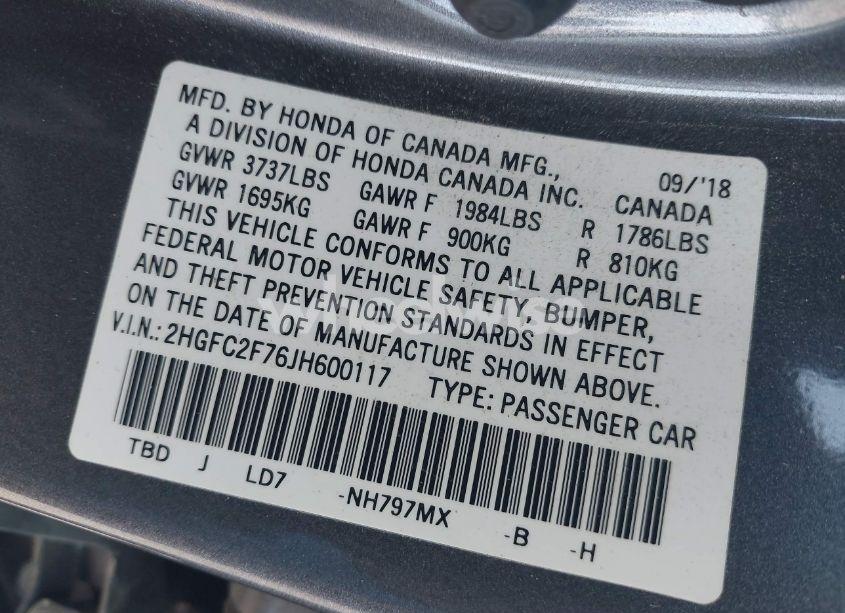 MFD. BY HONDA OF CANADA MFG., 09/'18
A DIVISION OF HONDA CANADA INC. CANADA
GVWR 3737LBS GAWR F 1984LBS R 1786LBS
GVWR 1695KG GAWR F 900KG R 810KG
THIS VEHICLE CONFORMS TO ALL APPLICABLE
FEDERAL MOTOR VEHICLE SAFETY, BUMPER,
AND THEFT PREVENTION STANDARDS IN EFFECT
ON THE DATE OF MANUFACTURE SHOWN ABOVE.
V.I.N.: 2HGFC2F76JH600117 TYPE: PASSENGER CAR
TBD J LD7 -NH797MX -B -H